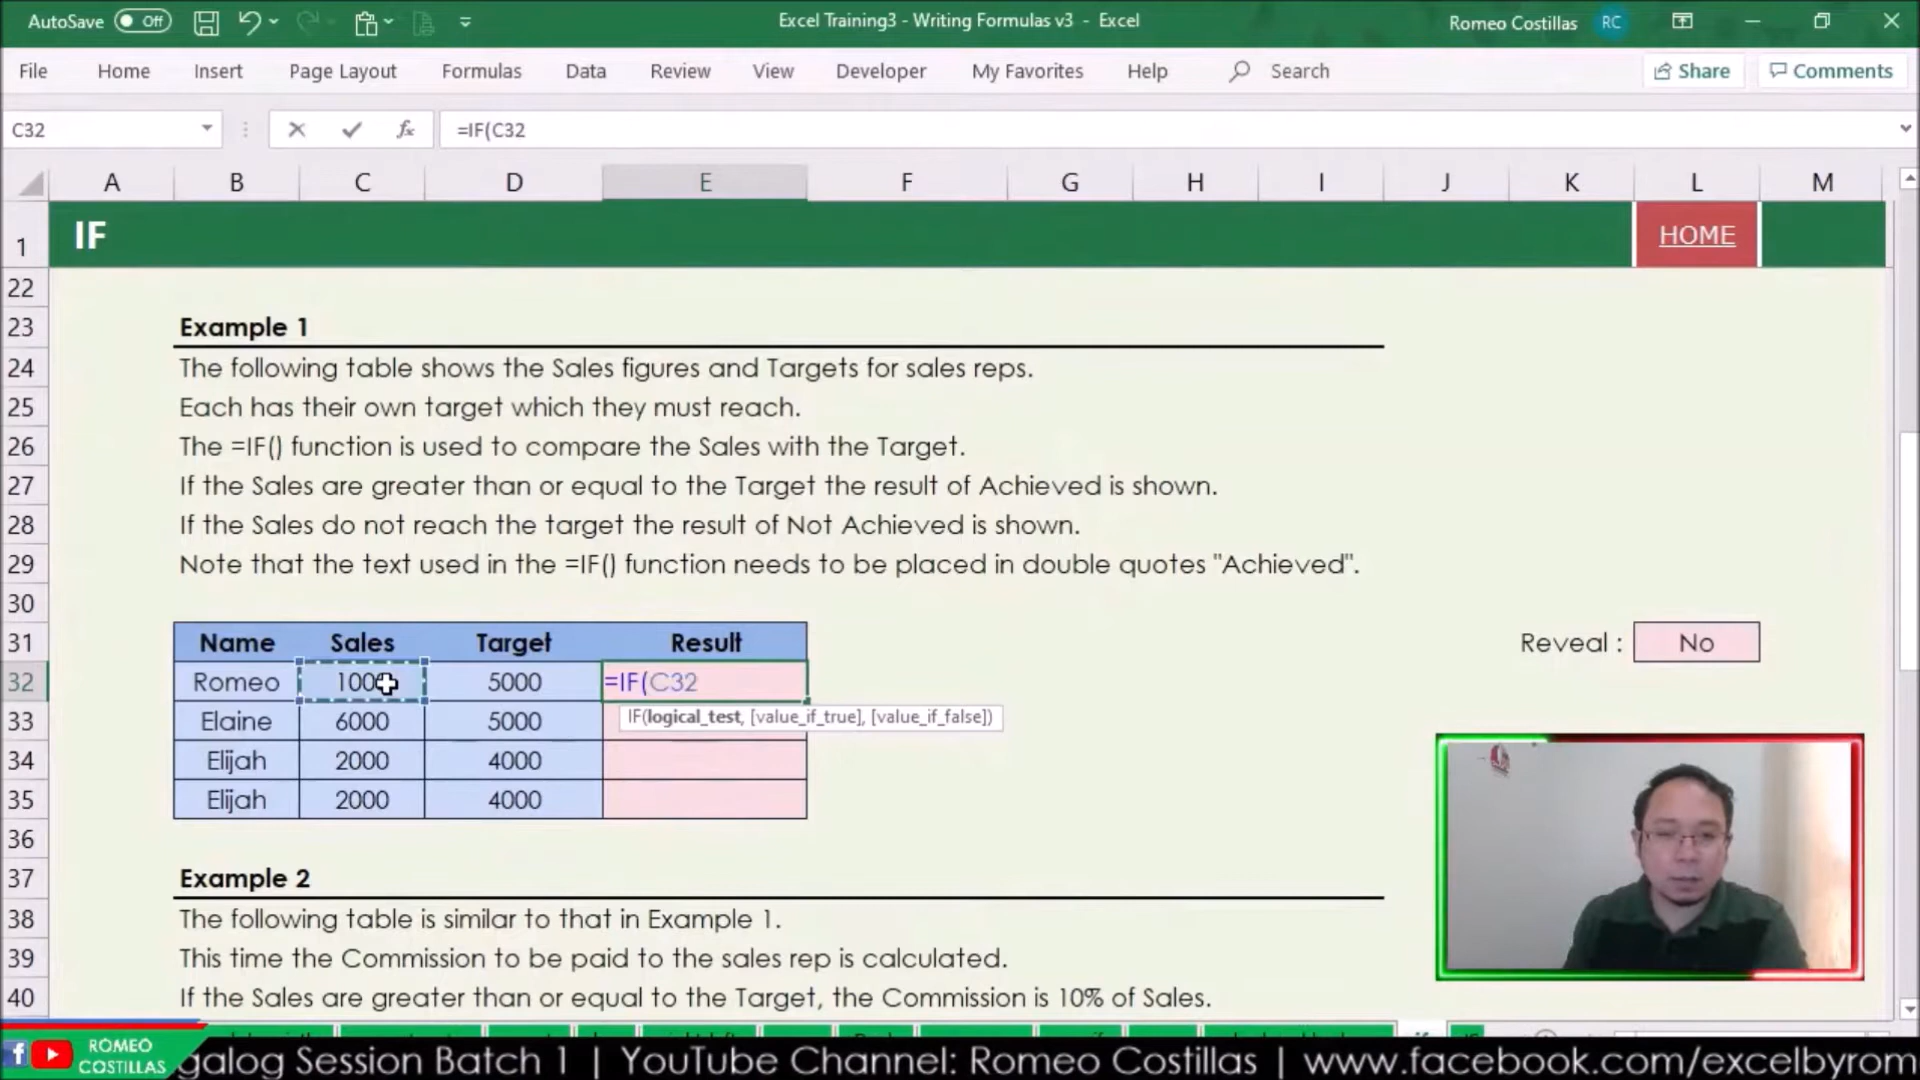 AutoSave Off
Excel Training3 - Writing Formulas v3 - Excel
Romeo Costillas RC
File Home Insert Page Layout Formulas Data Review View Developer My Favorites Help Search Share Comments
C32 fx =IF(C32
A B C D E F G H I J K L M
1 IF HOME
22
23 Example 1
24 The following table shows the Sales figures and Targets for sales reps.
25 Each has their own target which they must reach.
26 The =IF() function is used to compare the Sales with the Target.
27 If the Sales are greater than or equal to the Target the result of Achieved is shown.
28 If the Sales do not reach the target the result of Not Achieved is shown.
29 Note that the text used in the =IF() function needs to be placed in double quotes "Achieved".
30
31 Name Sales Target Result Reveal : No
32 Romeo 1000 5000 =IF(C32
IF(logical_test, [value_if_true], [value_if_false])
33 Elaine 6000 5000
34 Elijah 2000 4000
35 Elijah 2000 4000
36
37 Example 2
38 The following table is similar to that in Example 1.
39 This time the Commission to be paid to the sales rep is calculated.
40 If the Sales are greater than or equal to the Target, the Commission is 10% of Sales.
f ROMEO COSTILLAS
galog Session Batch 1 | YouTube Channel: Romeo Costillas | www.facebook.com/excelbyrom